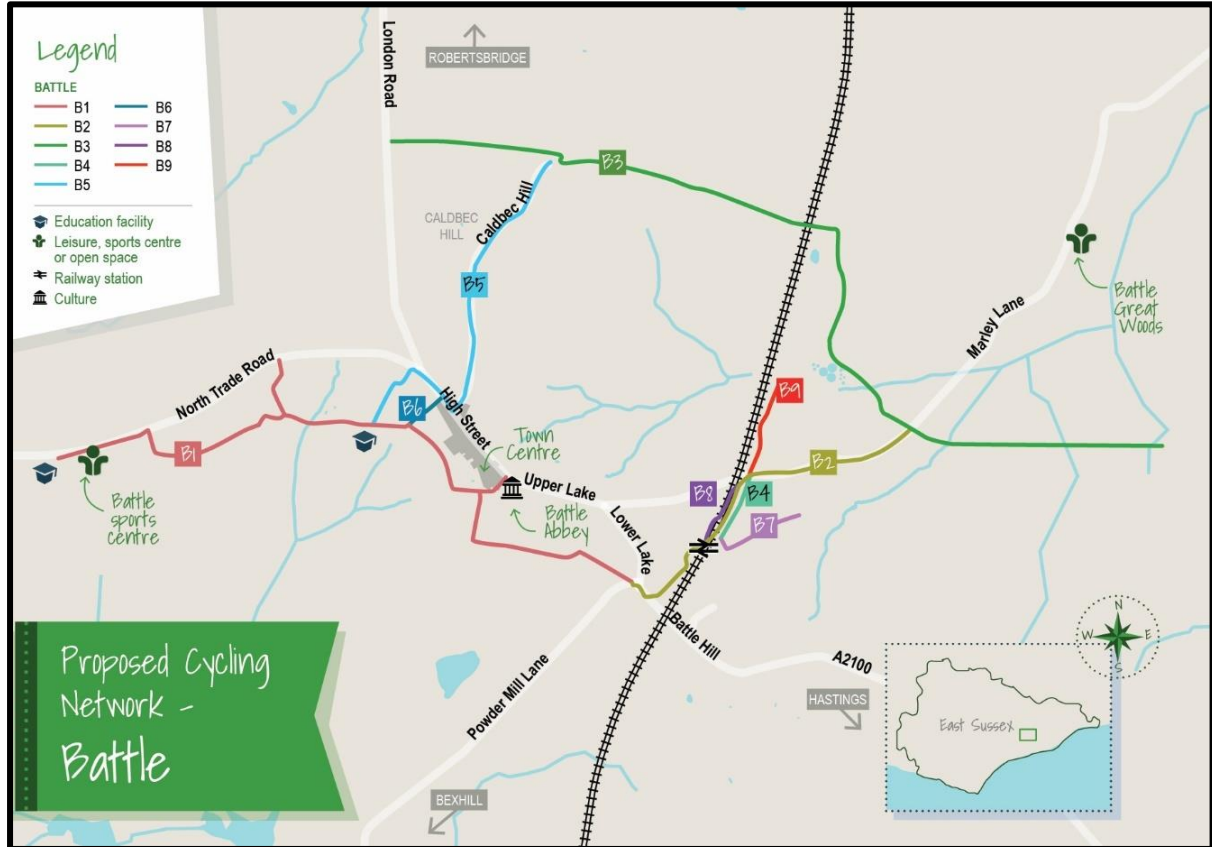 Legend
BATTLE
B1
B2
B3
B4
B5
B6
B7
B8
B9
Education facility
Leisure, sports centre
or open space
Railway station
Culture
London Road
ROBERTSBRIDGE
B3
CALDBEC
HILL
Caldbec Hill
B5
Battle
Great
Woods
Marley Lane
North Trade Road
B6
High Street
B1
Battle
sports
centre
Town
Centre
Upper Lake
Battle
Abbey
Lower Lake
B9
B2
B8
B4
B7
Battle Hill
A2100
Powder Mill Lane
HASTINGS
BEXHILL
N
W
E
S
East Sussex
Proposed Cycling
Network -
Battle